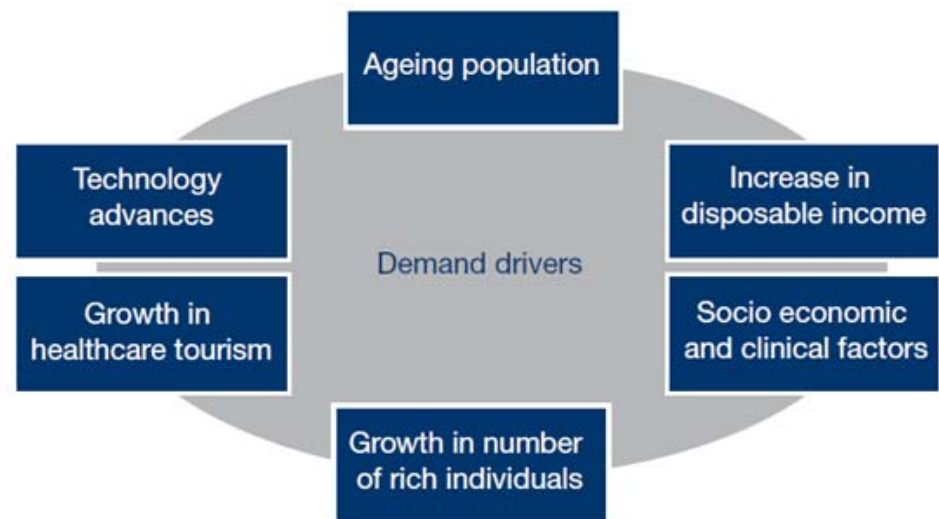 Ageing population
Technology
advances
Increase in
disposable income
Demand drivers
Growth in
healthcare tourism
Socio economic
and clinical factors
Growth in number
of rich individuals